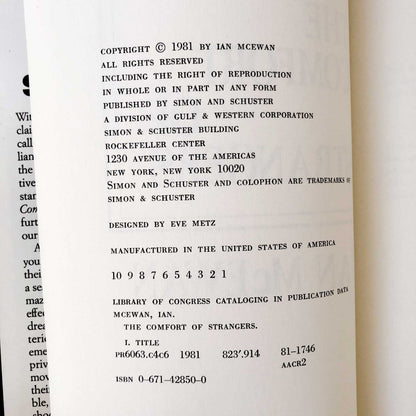 COPYRIGHT © 1981 BY IAN MCEWAN
ALL RIGHTS RESERVED
INCLUDING THE RIGHT OF REPRODUCTION
IN WHOLE OR IN PART IN ANY FORM
PUBLISHED BY SIMON AND SCHUSTER
A DIVISION OF GULF & WESTERN CORPORATION
SIMON & SCHUSTER BUILDING
ROCKEFELLER CENTER
1230 AVENUE OF THE AMERICAS
NEW YORK, NEW YORK 10020
SIMON AND SCHUSTER AND COLOPHON ARE TRADEMARKS OF
SIMON & SCHUSTER
DESIGNED BY EVE METZ
MANUFACTURED IN THE UNITED STATES OF AMERICA
10 9 8 7 6 5 4 3 2 1
LIBRARY OF CONGRESS CATALOGING IN PUBLICATION DATA
MCEWAN, IAN.
THE COMFORT OF STRANGERS.
I. TITLE
PR6063.C4C6 1981 823'.914 81-1746
AACR2
ISBN 0-671-42850-0